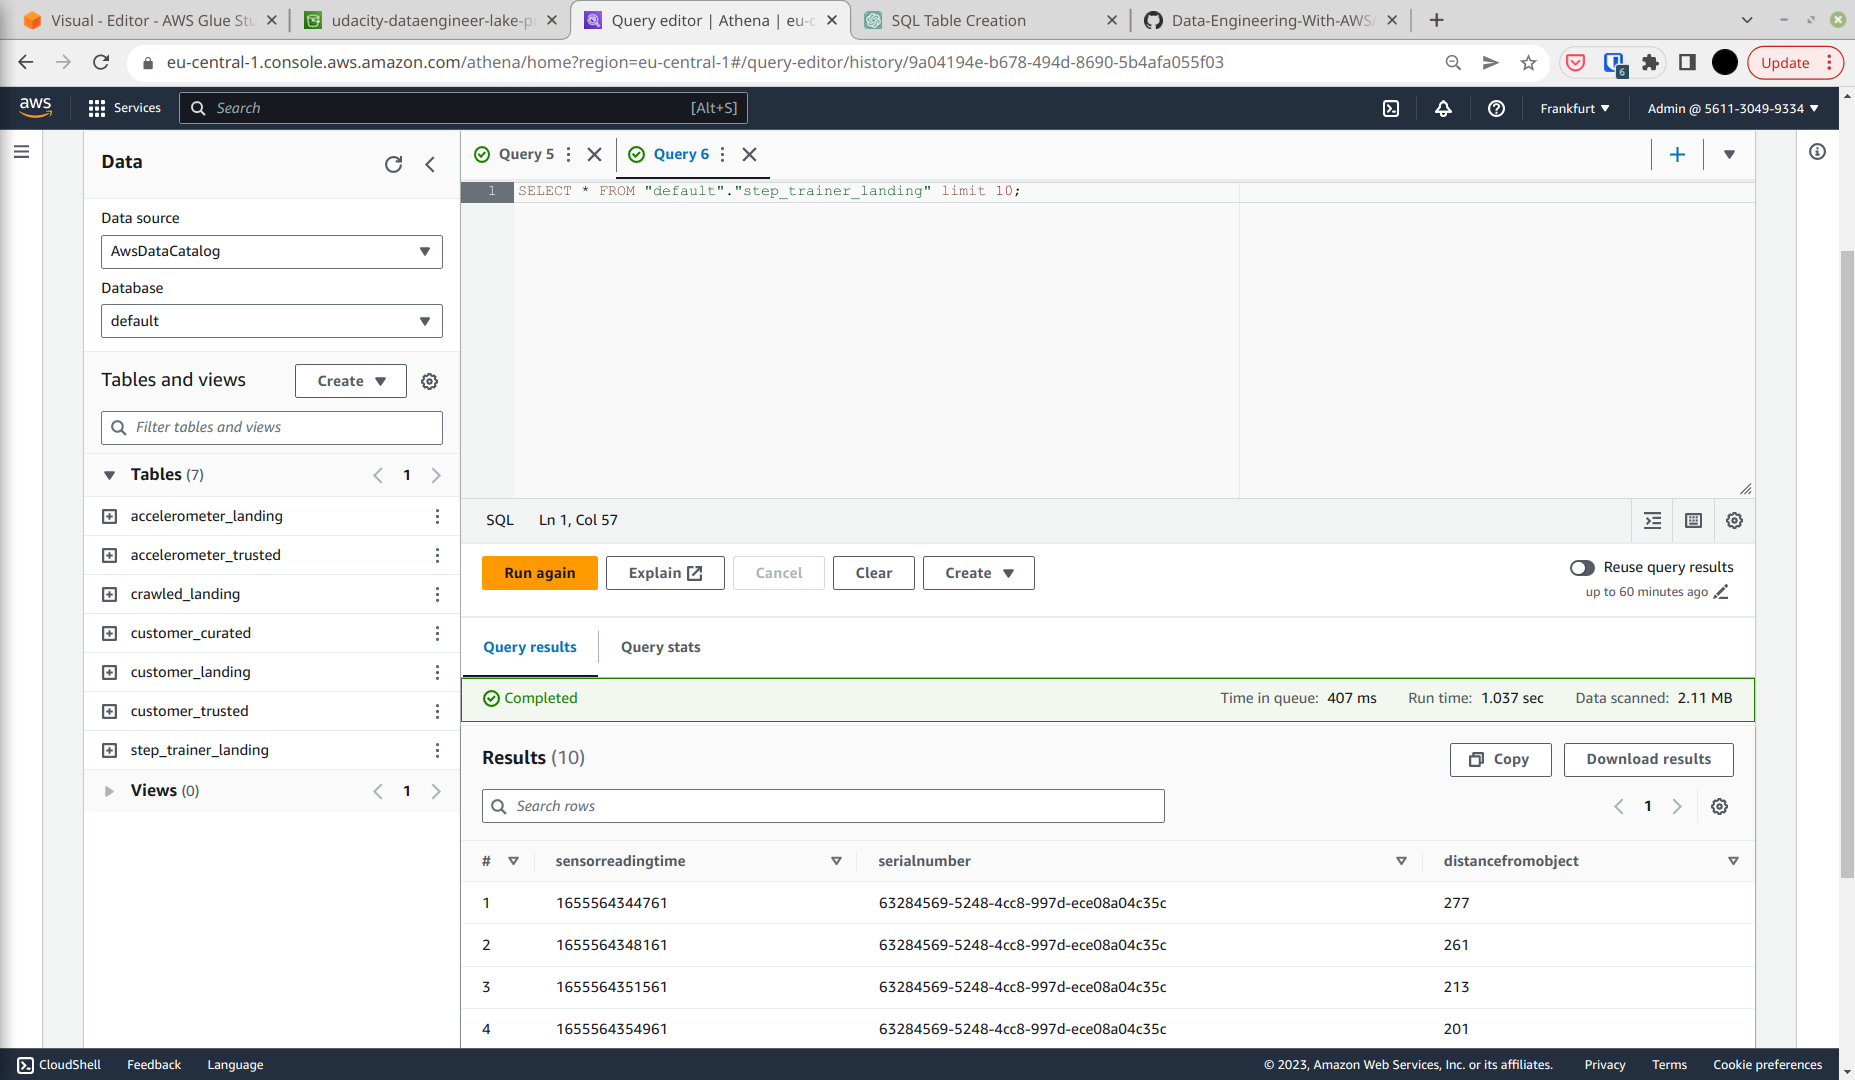 Visual - Editor - AWS Glue Stu
udacity-dataengineer-lake-pr
Query editor | Athena | eu-c
SQL Table Creation
Data-Engineering-With-AWS/
eu-central-1.console.aws.amazon.com/athena/home?region=eu-central-1#/query-editor/history/9a04194e-b678-494d-8690-5b4afa055f03
6
Update
aws
Services
Search
[Alt+S]
Frankfurt
Admin @ 5611-3049-9334
Data
Data source
AwsDataCatalog
Database
default
Tables and views
Create
Filter tables and views
Tables (7)
1
accelerometer_landing
accelerometer_trusted
crawled_landing
customer_curated
customer_landing
customer_trusted
step_trainer_landing
Views (0)
1
Query 5
Query 6
1
SELECT * FROM "default"."step_trainer_landing" limit 10;
SQL
Ln 1, Col 57
Run again
Explain
Cancel
Clear
Create
Reuse query results
up to 60 minutes ago
Query results
Query stats
Completed
Time in queue: 407 ms
Run time: 1.037 sec
Data scanned: 2.11 MB
Results (10)
Copy
Download results
Search rows
1
# sensorreadingtime serialnumber distancefromobject
1 1655564344761 63284569-5248-4cc8-997d-ece08a04c35c 277
2 1655564348161 63284569-5248-4cc8-997d-ece08a04c35c 261
3 1655564351561 63284569-5248-4cc8-997d-ece08a04c35c 213
4 1655564354961 63284569-5248-4cc8-997d-ece08a04c35c 201
CloudShell
Feedback
Language
© 2023, Amazon Web Services, Inc. or its affiliates.
Privacy
Terms
Cookie preferences